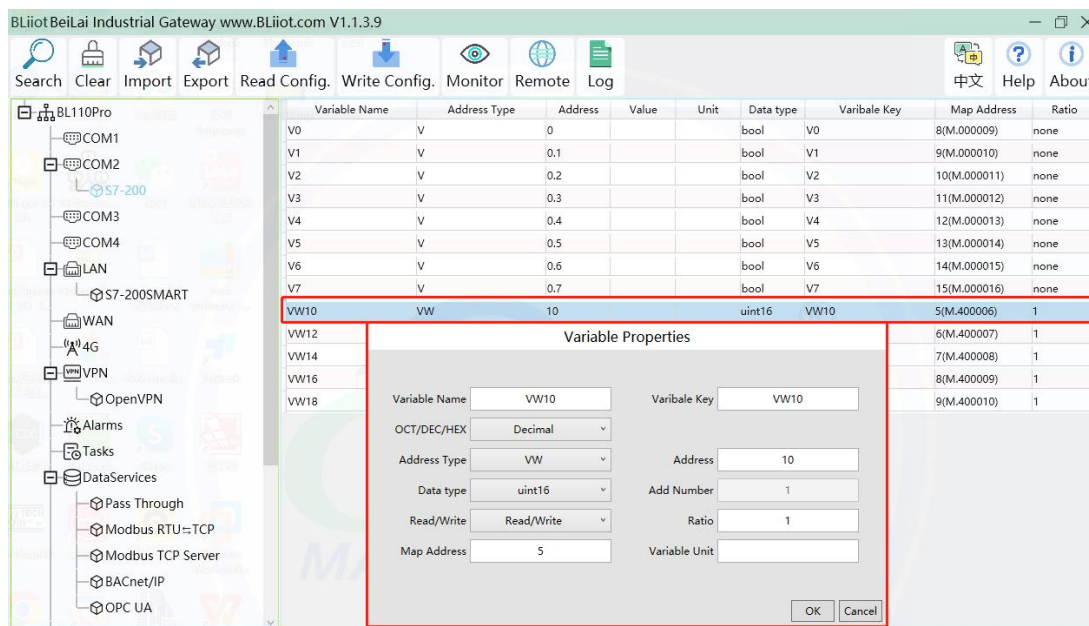 BLiiot BeiLai Industrial Gateway www.BLiiot.com V1.1.3.9
Search Clear Import Export Read Config. Write Config. Monitor Remote Log 中文 Help About
BL110Pro
COM1
COM2
S7-200
COM3
COM4
LAN
S7-200SMART
WAN
4G
VPN
OpenVPN
Alarms
Tasks
DataServices
Pass Through
Modbus RTU⇆TCP
Modbus TCP Server
BACnet/IP
OPC UA
Variable Name Address Type Address Value Unit Data type Varibale Key Map Address Ratio
V0 V 0 bool V0 8(M.000009) none
V1 V 0.1 bool V1 9(M.000010) none
V2 V 0.2 bool V2 10(M.000011) none
V3 V 0.3 bool V3 11(M.000012) none
V4 V 0.4 bool V4 12(M.000013) none
V5 V 0.5 bool V5 13(M.000014) none
V6 V 0.6 bool V6 14(M.000015) none
V7 V 0.7 bool V7 15(M.000016) none
VW10 VW 10 uint16 VW10 5(M.400006) 1
VW12 6(M.400007) 1
VW14 7(M.400008) 1
VW16 8(M.400009) 1
VW18 9(M.400010) 1
Variable Properties
Variable Name VW10 Varibale Key VW10
OCT/DEC/HEX Decimal
Address Type VW Address 10
Data type uint16 Add Number 1
Read/Write Read/Write Ratio 1
Map Address 5 Variable Unit
OK Cancel